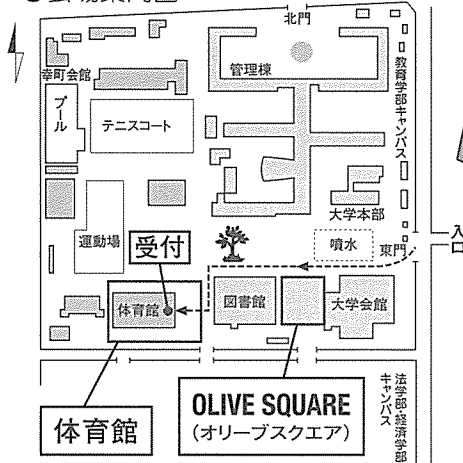 北門
幸町会館
管理棟
プール
テニスコート
教育学部キャンパス
大学本部
運動場
受付
噴水
東門
入口
体育館
図書館
大学会館
体育館
OLIVE SQUARE
(オリーブスクエア)
法学部・経済学部
キャンパス